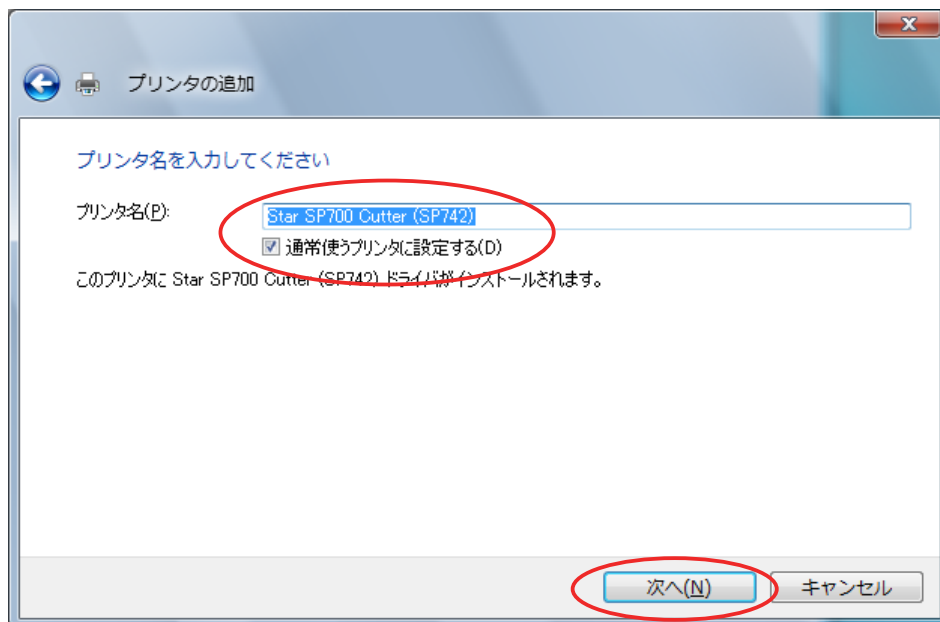 プリンタの追加
プリンタ名を入力してください
プリンタ名(P): Star SP700 Cutter (SP742)
通常使うプリンタに設定する(D)
このプリンタに Star SP700 Cutter (SP742) ドライバがインストールされます。
次へ(N) キャンセル